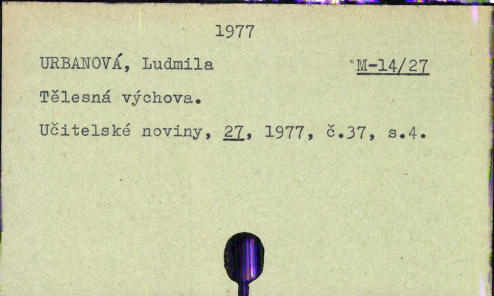 1977
URBANOVÁ, Ludmila M-14/27
Tělesná výchova.
Učitelské noviny, 27, 1977, č.37, s.4.